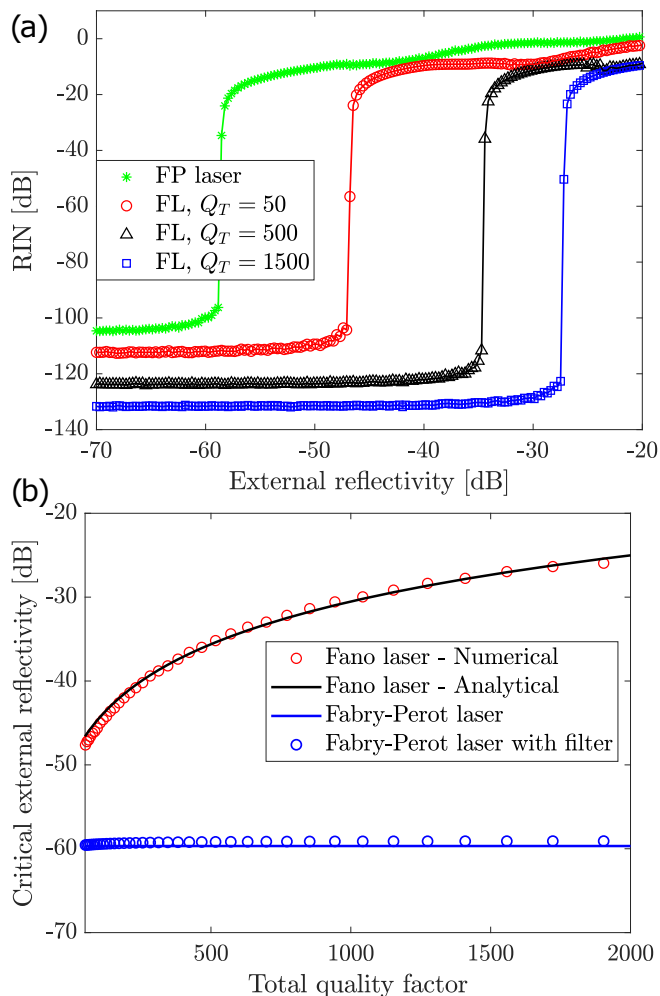 (a)
0
-20
-40
-60
-80
-100
-120
-140
RIN [dB]
FP laser
FL, Q_T = 50
FL, Q_T = 500
FL, Q_T = 1500
-70 -60 -50 -40 -30 -20
External reflectivity [dB]
(b)
-20
-30
-40
-50
-60
-70
Critical external reflectivity [dB]
Fano laser - Numerical
Fano laser - Analytical
Fabry-Perot laser
Fabry-Perot laser with filter
500 1000 1500 2000
Total quality factor